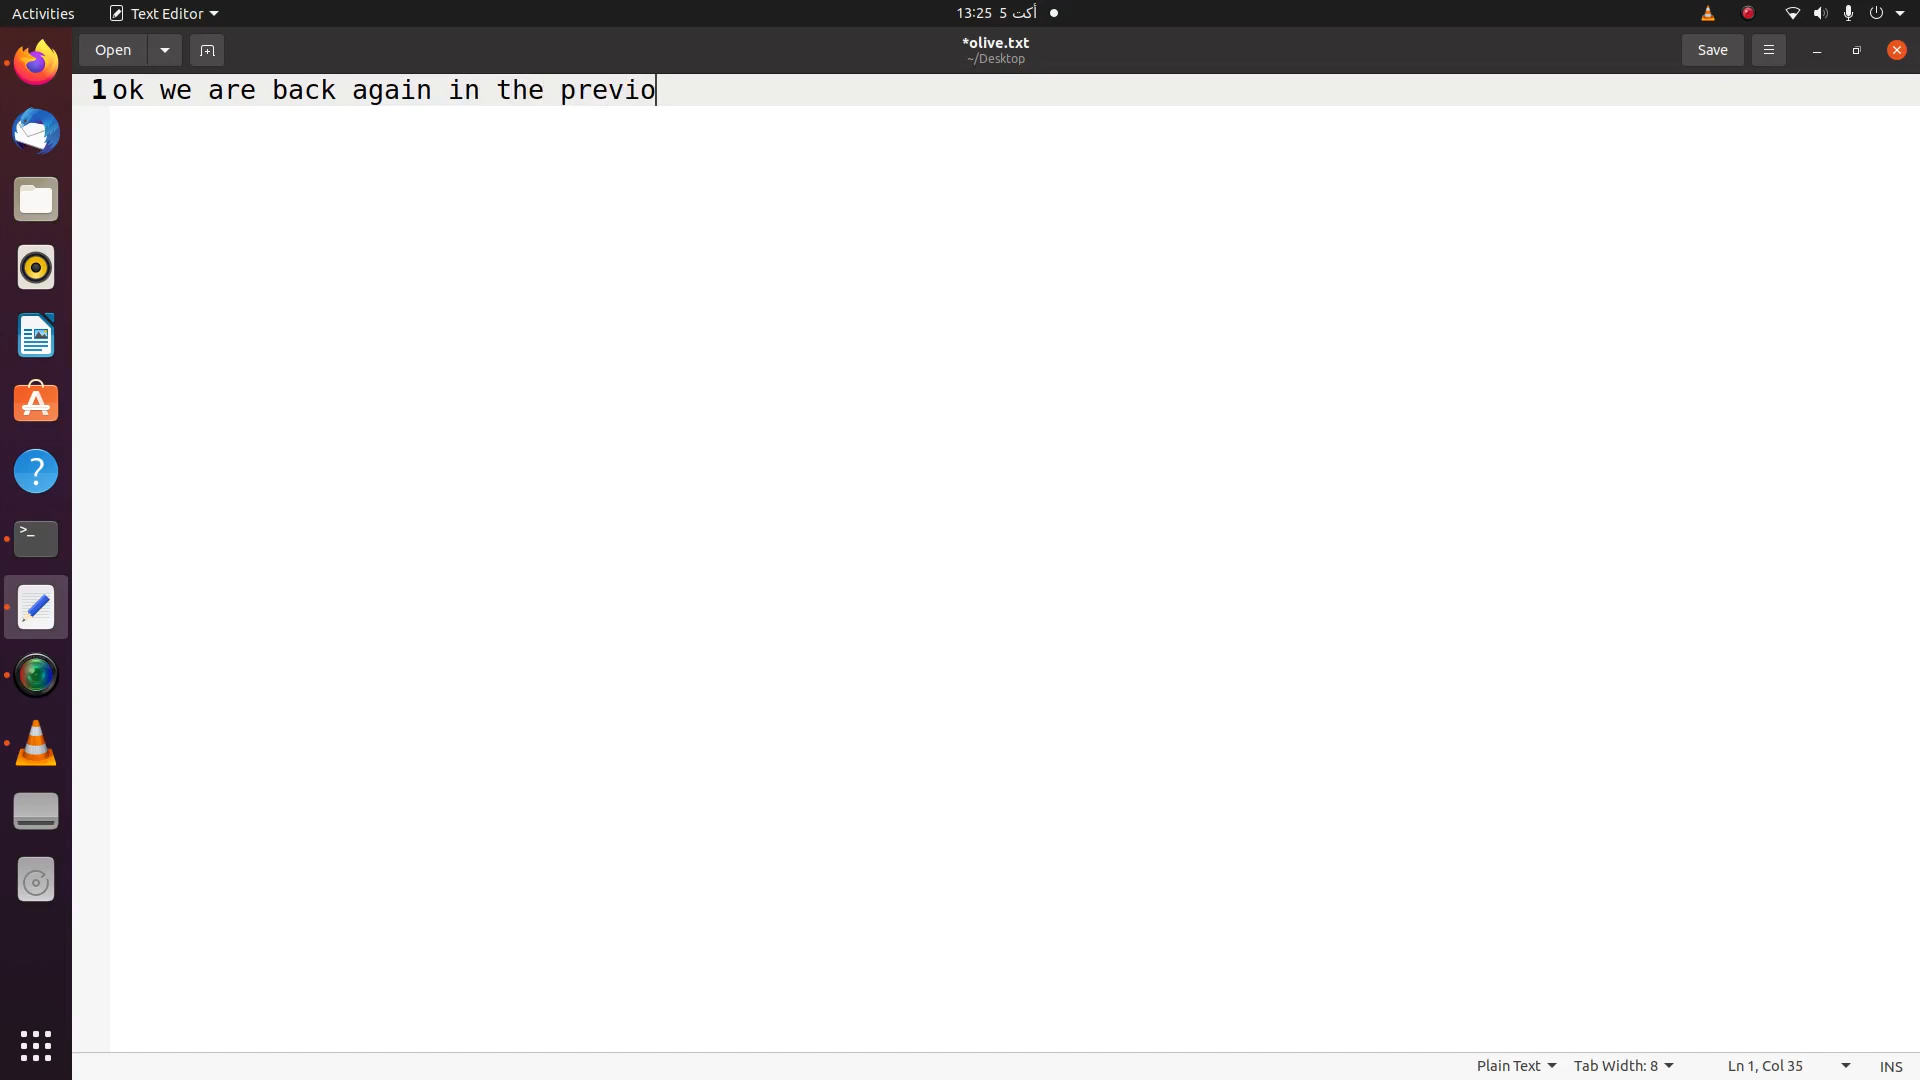 Activities
Text Editor
13:25 5 أكت
Open
*olive.txt
~/Desktop
Save
1 ok we are back again in the previo
Plain Text
Tab Width: 8
Ln 1, Col 35
INS